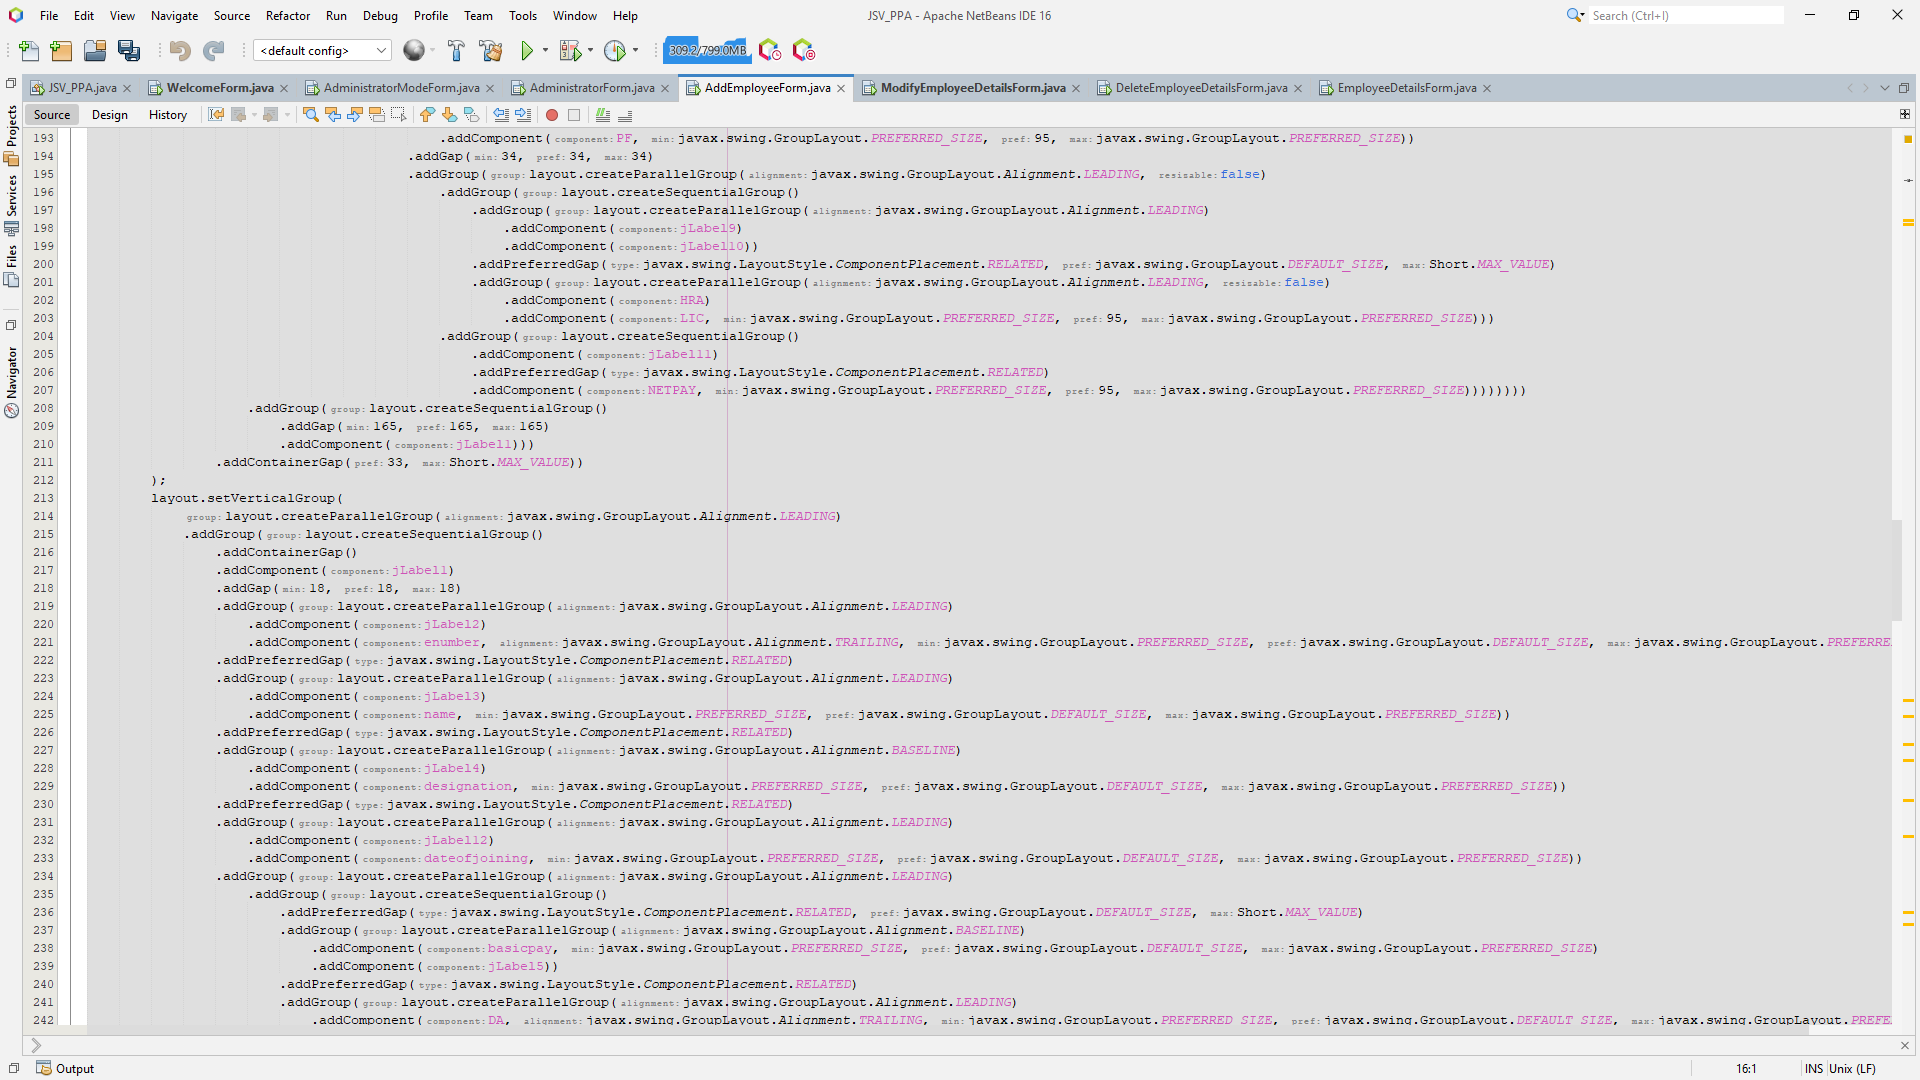 File Edit View Navigate Source Refactor Run Debug Profile Team Tools Window Help JSV_PPA - Apache NetBeans IDE 16 Search (Ctrl+I)
<default config> 309.2/799.0MB
JSV_PPA.java WelcomeForm.java AdministratorModeForm.java AdministratorForm.java AddEmployeeForm.java ModifyEmployeeDetailsForm.java DeleteEmployeeDetailsForm.java EmployeeDetailsForm.java
Source Design History
Projects
Services
Files
Navigator
193 .addComponent(component:PF, min:javax.swing.GroupLayout.PREFERRED_SIZE, pref:95, max:javax.swing.GroupLayout.PREFERRED_SIZE))
194 .addGap(min:34, pref:34, max:34)
195 .addGroup(group:layout.createParallelGroup(alignment:javax.swing.GroupLayout.Alignment.LEADING, resizable:false)
196 .addGroup(group:layout.createSequentialGroup()
197 .addGroup(group:layout.createParallelGroup(alignment:javax.swing.GroupLayout.Alignment.LEADING)
198 .addComponent(component:jLabel9)
199 .addComponent(component:jLabel10))
200 .addPreferredGap(type:javax.swing.LayoutStyle.ComponentPlacement.RELATED, pref:javax.swing.GroupLayout.DEFAULT_SIZE, max:Short.MAX_VALUE)
201 .addGroup(group:layout.createParallelGroup(alignment:javax.swing.GroupLayout.Alignment.LEADING, resizable:false)
202 .addComponent(component:HRA)
203 .addComponent(component:LIC, min:javax.swing.GroupLayout.PREFERRED_SIZE, pref:95, max:javax.swing.GroupLayout.PREFERRED_SIZE)))
204 .addGroup(group:layout.createSequentialGroup()
205 .addComponent(component:jLabel11)
206 .addPreferredGap(type:javax.swing.LayoutStyle.ComponentPlacement.RELATED)
207 .addComponent(component:NETPAY, min:javax.swing.GroupLayout.PREFERRED_SIZE, pref:95, max:javax.swing.GroupLayout.PREFERRED_SIZE))))))))
208 .addGroup(group:layout.createSequentialGroup()
209 .addGap(min:165, pref:165, max:165)
210 .addComponent(component:jLabel1)))
211 .addContainerGap(pref:33, max:Short.MAX_VALUE))
212 );
213 layout.setVerticalGroup(
214 group:layout.createParallelGroup(alignment:javax.swing.GroupLayout.Alignment.LEADING)
215 .addGroup(group:layout.createSequentialGroup()
216 .addContainerGap()
217 .addComponent(component:jLabel1)
218 .addGap(min:18, pref:18, max:18)
219 .addGroup(group:layout.createParallelGroup(alignment:javax.swing.GroupLayout.Alignment.LEADING)
220 .addComponent(component:jLabel2)
221 .addComponent(component:enumber, alignment:javax.swing.GroupLayout.Alignment.TRAILING, min:javax.swing.GroupLayout.PREFERRED_SIZE, pref:javax.swing.GroupLayout.DEFAULT_SIZE, max:javax.swing.GroupLayout.PREFERRE
222 .addPreferredGap(type:javax.swing.LayoutStyle.ComponentPlacement.RELATED)
223 .addGroup(group:layout.createParallelGroup(alignment:javax.swing.GroupLayout.Alignment.LEADING)
224 .addComponent(component:jLabel3)
225 .addComponent(component:name, min:javax.swing.GroupLayout.PREFERRED_SIZE, pref:javax.swing.GroupLayout.DEFAULT_SIZE, max:javax.swing.GroupLayout.PREFERRED_SIZE))
226 .addPreferredGap(type:javax.swing.LayoutStyle.ComponentPlacement.RELATED)
227 .addGroup(group:layout.createParallelGroup(alignment:javax.swing.GroupLayout.Alignment.BASELINE)
228 .addComponent(component:jLabel4)
229 .addComponent(component:designation, min:javax.swing.GroupLayout.PREFERRED_SIZE, pref:javax.swing.GroupLayout.DEFAULT_SIZE, max:javax.swing.GroupLayout.PREFERRED_SIZE))
230 .addPreferredGap(type:javax.swing.LayoutStyle.ComponentPlacement.RELATED)
231 .addGroup(group:layout.createParallelGroup(alignment:javax.swing.GroupLayout.Alignment.LEADING)
232 .addComponent(component:jLabel12)
233 .addComponent(component:dateofjoining, min:javax.swing.GroupLayout.PREFERRED_SIZE, pref:javax.swing.GroupLayout.DEFAULT_SIZE, max:javax.swing.GroupLayout.PREFERRED_SIZE))
234 .addGroup(group:layout.createParallelGroup(alignment:javax.swing.GroupLayout.Alignment.LEADING)
235 .addGroup(group:layout.createSequentialGroup()
236 .addPreferredGap(type:javax.swing.LayoutStyle.ComponentPlacement.RELATED, pref:javax.swing.GroupLayout.DEFAULT_SIZE, max:Short.MAX_VALUE)
237 .addGroup(group:layout.createParallelGroup(alignment:javax.swing.GroupLayout.Alignment.BASELINE)
238 .addComponent(component:basicpay, min:javax.swing.GroupLayout.PREFERRED_SIZE, pref:javax.swing.GroupLayout.DEFAULT_SIZE, max:javax.swing.GroupLayout.PREFERRED_SIZE)
239 .addComponent(component:jLabel5))
240 .addPreferredGap(type:javax.swing.LayoutStyle.ComponentPlacement.RELATED)
241 .addGroup(group:layout.createParallelGroup(alignment:javax.swing.GroupLayout.Alignment.LEADING)
242 .addComponent(component:DA, alignment:javax.swing.GroupLayout.Alignment.TRAILING, min:javax.swing.GroupLayout.PREFERRED_SIZE, pref:javax.swing.GroupLayout.DEFAULT_SIZE, max:javax.swing.GroupLayout.PREFE
Output 16:1 INS Unix (LF)